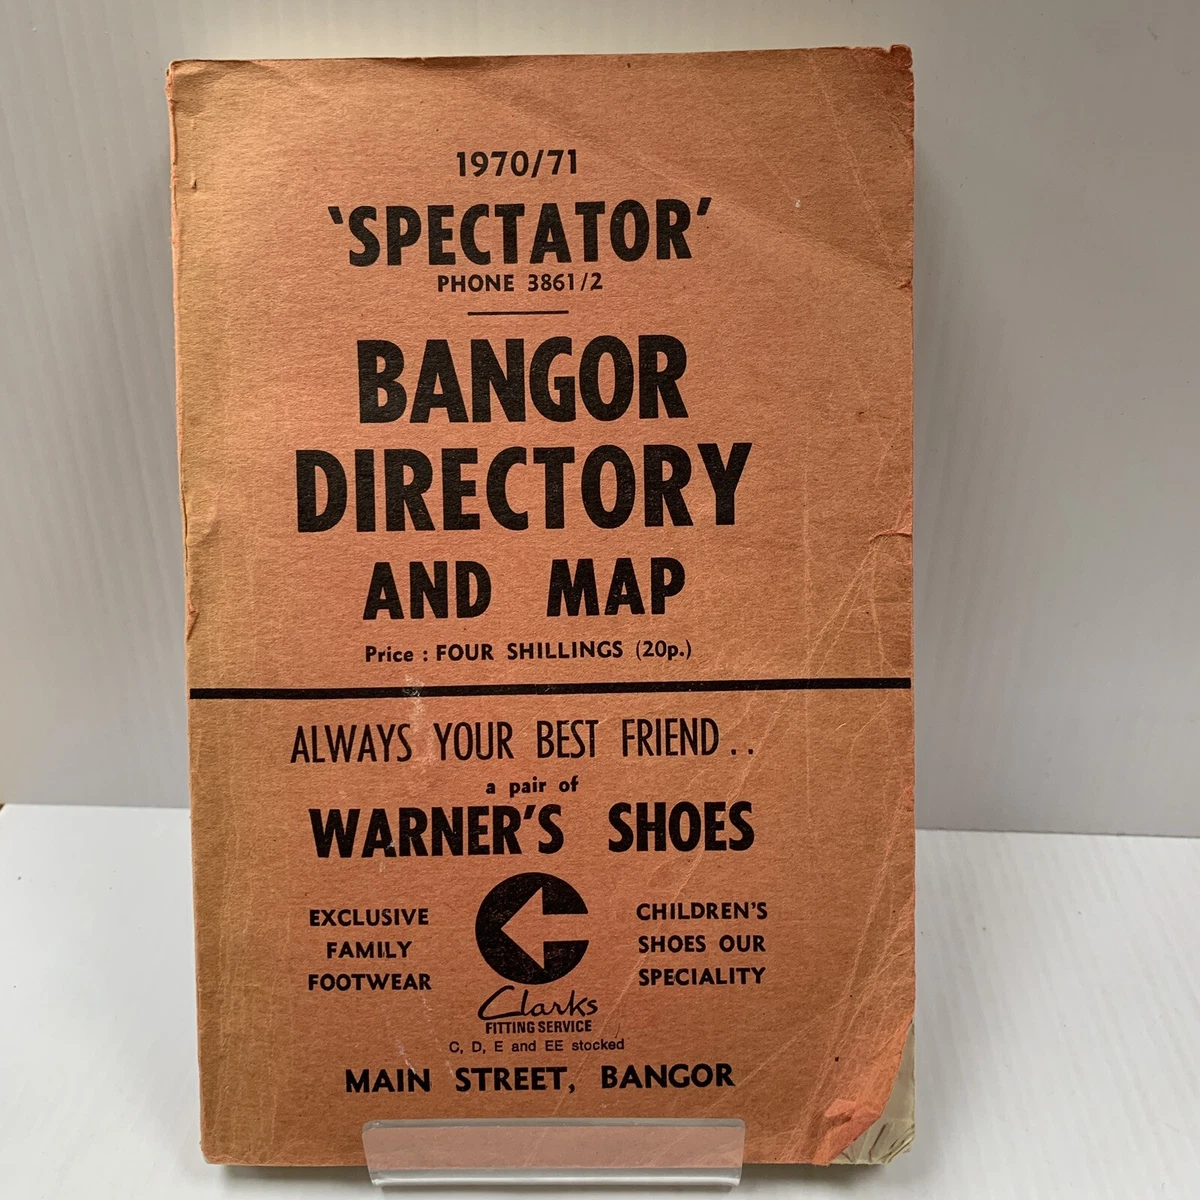 1970/71
'SPECTATOR'
PHONE 3861/2
BANGOR
DIRECTORY
AND MAP
Price : FOUR SHILLINGS (20p.)
ALWAYS YOUR BEST FRIEND . .
a pair of
WARNER'S SHOES
EXCLUSIVE
FAMILY
FOOTWEAR
CHILDREN'S
SHOES OUR
SPECIALITY
Clarks
FITTING SERVICE
C, D, E and EE stocked
MAIN STREET, BANGOR